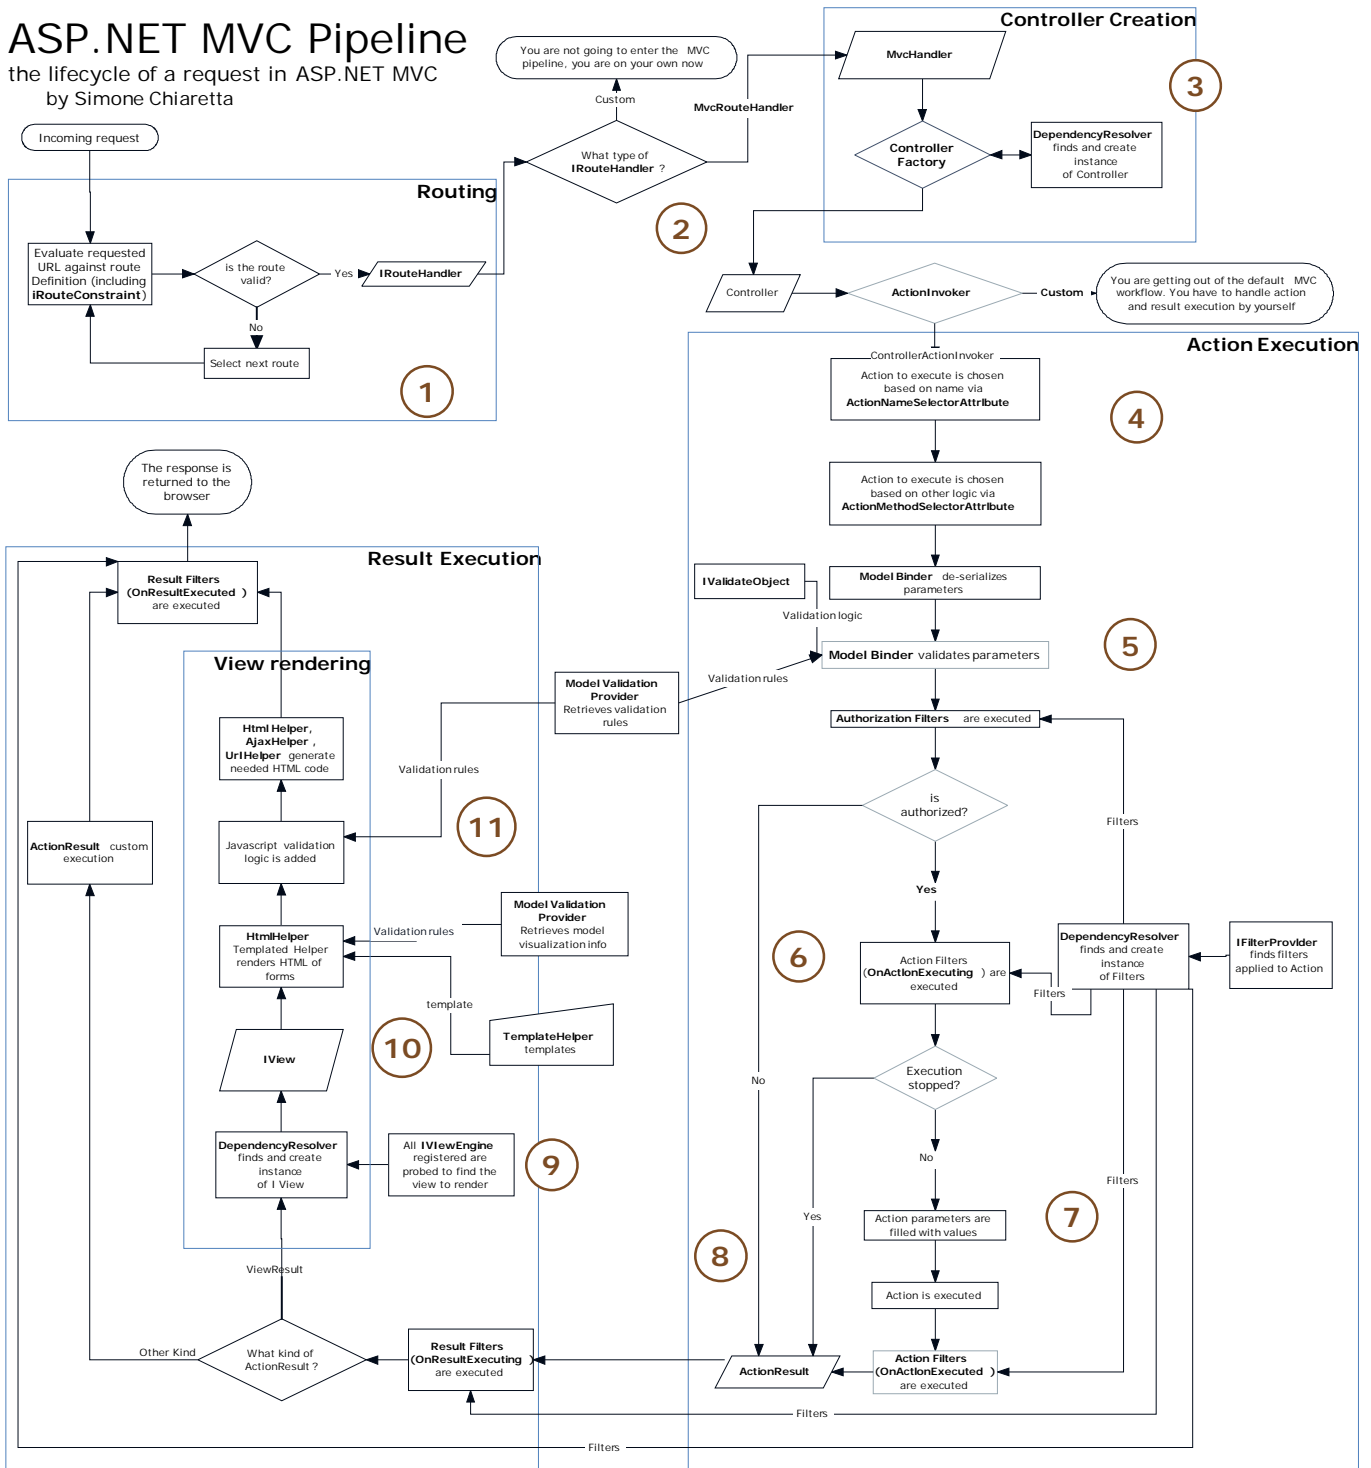 ASP.NET MVC Pipeline
the lifecycle of a request in ASP.NET MVC
by Simone Chiaretta
Incoming request
Routing
Evaluate requested
URL against route
Definition (including
iRouteConstraint)
is the route
valid?
Yes
IRouteHandler
No
Select next route
1
You are not going to enter the MVC
pipeline, you are on your own now
Custom
What type of
IRouteHandler ?
MvcRouteHandler
2
Controller Creation
MvcHandler
3
Controller
Factory
DependencyResolver
finds and create
instance
of Controller
Controller
ActionInvoker
Custom
You are getting out of the default MVC
workflow. You have to handle action
and result execution by yourself
Action Execution
ControllerActionInvoker
Action to execute is chosen
based on name via
ActionNameSelectorAttribute
4
Action to execute is chosen
based on other logic via
ActionMethodSelectorAttribute
IValidateObject
Model Binder de-serializes
parameters
Validation logic
5
Model Binder validates parameters
Model Validation
Provider
Retrieves validation
rules
Validation rules
Authorization Filters are executed
is
authorized?
Filters
Yes
6
Action Filters
(OnActionExecuting ) are
executed
DependencyResolver
finds and create
instance
of Filters
IFilterProvider
finds filters
applied to Action
Filters
Execution
stopped?
No
No
Filters
Yes
7
Action parameters are
filled with values
8
Action is executed
Action Filters
(OnActionExecuted )
are executed
ActionResult
Filters
Filters
The response is
returned to the
browser
Result Execution
Result Filters
(OnResultExecuted )
are executed
View rendering
Html Helper,
AjaxHelper ,
UrlHelper generate
needed HTML code
Validation rules
11
ActionResult custom
execution
Javascript validation
logic is added
Model Validation
Provider
Retrieves model
visualization info
HtmlHelper
Templated Helper
renders HTML of
forms
Validation rules
template
TemplateHelper
templates
10
IView
DependencyResolver
finds and create
instance
of I View
All IViewEngine
registered are
probed to find the
view to render
9
ViewResult
Other Kind
What kind of
ActionResult ?
Result Filters
(OnResultExecuting )
are executed